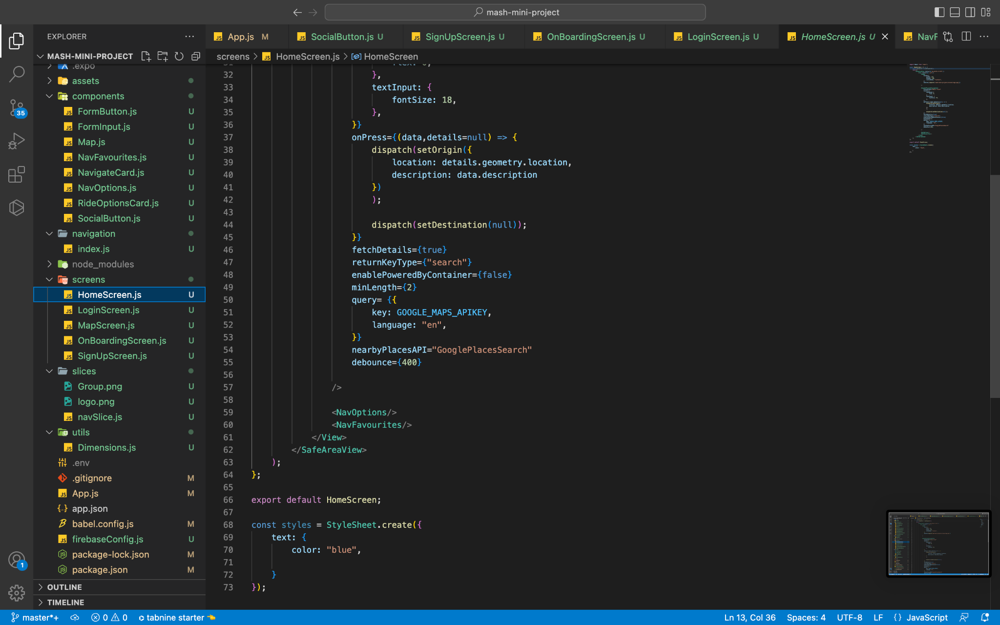 mash-mini-project
EXPLORER
App.js M
SocialButton.js U
SignUpScreen.js U
OnBoardingScreen.js U
LoginScreen.js U
HomeScreen.js U
NavF
MASH-MINI-PROJECT
screens > HomeScreen.js > HomeScreen
.expo
assets
components
FormButton.js U
FormInput.js U
Map.js U
NavFavourites.js U
NavigateCard.js U
NavOptions.js U
RideOptionsCard.js U
SocialButton.js U
navigation
index.js U
node_modules
screens
HomeScreen.js U
LoginScreen.js U
MapScreen.js U
OnBoardingScreen.js U
SignUpScreen.js U
slices
Group.png U
logo.png U
navSlice.js U
utils
Dimensions.js U
.env
.gitignore M
App.js M
app.json
babel.config.js M
firebaseConfig.js U
package-lock.json M
package.json M
OUTLINE
TIMELINE
35
1
32 },
33 textInput: {
34 fontSize: 18,
35 },
36 }}
37 onPress={(data,details=null) => {
38 dispatch(setOrigin({
39 location: details.geometry.location,
40 description: data.description
41 })
42 );
43
44 dispatch(setDestination(null));
45 }}
46 fetchDetails={true}
47 returnKeyType={"search"}
48 enablePoweredByContainer={false}
49 minLength={2}
50 query= {{
51 key: GOOGLE_MAPS_APIKEY,
52 language: "en",
53 }}
54 nearbyPlacesAPI="GooglePlacesSearch"
55 debounce={400}
56
57 />
58
59 <NavOptions/>
60 <NavFavourites/>
61 </View>
62 </SafeAreaView>
63 );
64 };
65
66 export default HomeScreen;
67
68 const styles = StyleSheet.create({
69 text: {
70 color: "blue",
71
72 }
73 });
master*+ 0 0 tabnine starter
Ln 13, Col 36 Spaces: 4 UTF-8 LF {} JavaScript